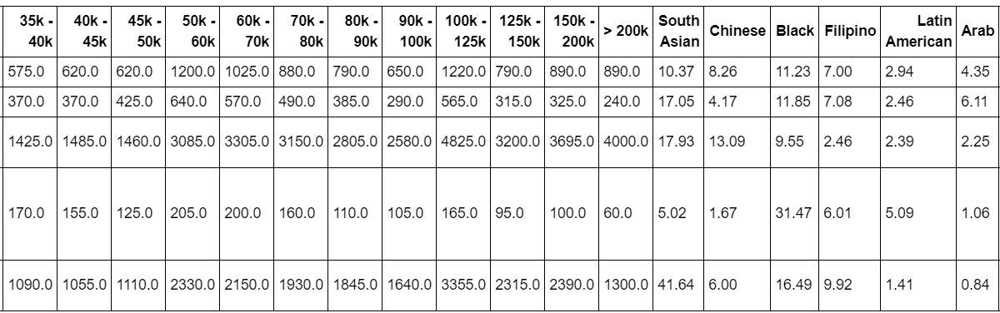 35k - 40k - 45k - 50k - 60k - 70k - 80k - 90k - 100k - 125k - 150k - > 200k South Chinese Black Filipino Latin Arab
40k 45k 50k 60k 70k 80k 90k 100k 125k 150k 200k Asian American
575.0 620.0 620.0 1200.0 1025.0 880.0 790.0 650.0 1220.0 790.0 890.0 890.0 10.37 8.26 11.23 7.00 2.94 4.35
370.0 370.0 425.0 640.0 570.0 490.0 385.0 290.0 565.0 315.0 325.0 240.0 17.05 4.17 11.85 7.08 2.46 6.11
1425.0 1485.0 1460.0 3085.0 3305.0 3150.0 2805.0 2580.0 4825.0 3200.0 3695.0 4000.0 17.93 13.09 9.55 2.46 2.39 2.25
170.0 155.0 125.0 205.0 200.0 160.0 110.0 105.0 165.0 95.0 100.0 60.0 5.02 1.67 31.47 6.01 5.09 1.06
1090.0 1055.0 1110.0 2330.0 2150.0 1930.0 1845.0 1640.0 3355.0 2315.0 2390.0 1300.0 41.64 6.00 16.49 9.92 1.41 0.84